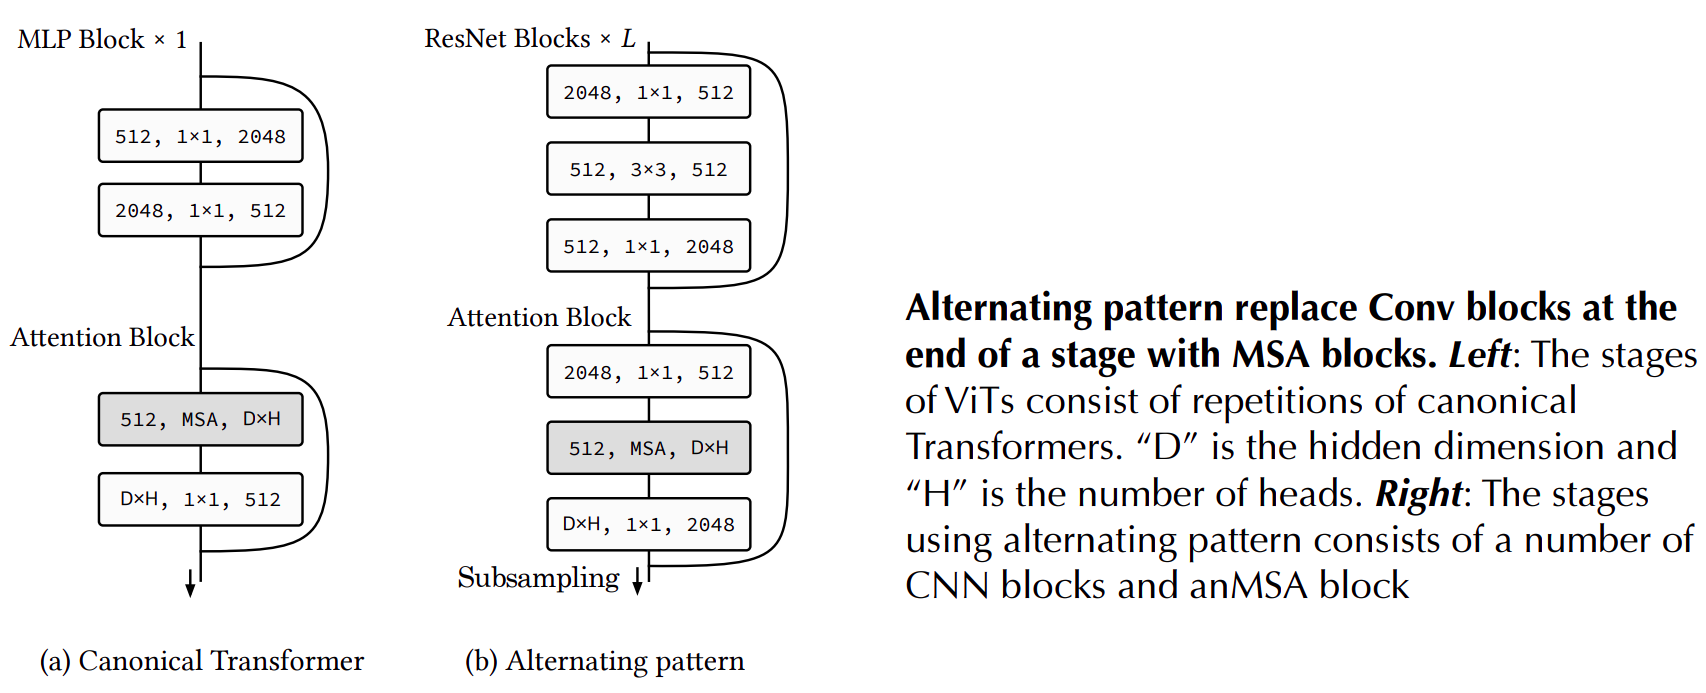 MLP Block × 1
512, 1×1, 2048
2048, 1×1, 512
Attention Block
512, MSA, D×H
D×H, 1×1, 512
(a) Canonical Transformer
ResNet Blocks × L
2048, 1×1, 512
512, 3×3, 512
512, 1×1, 2048
Attention Block
2048, 1×1, 512
512, MSA, D×H
D×H, 1×1, 2048
Subsampling
(b) Alternating pattern
Alternating pattern replace Conv blocks at the
end of a stage with MSA blocks. Left: The stages
of ViTs consist of repetitions of canonical
Transformers. “D” is the hidden dimension and
“H” is the number of heads. Right: The stages
using alternating pattern consists of a number of
CNN blocks and anMSA block